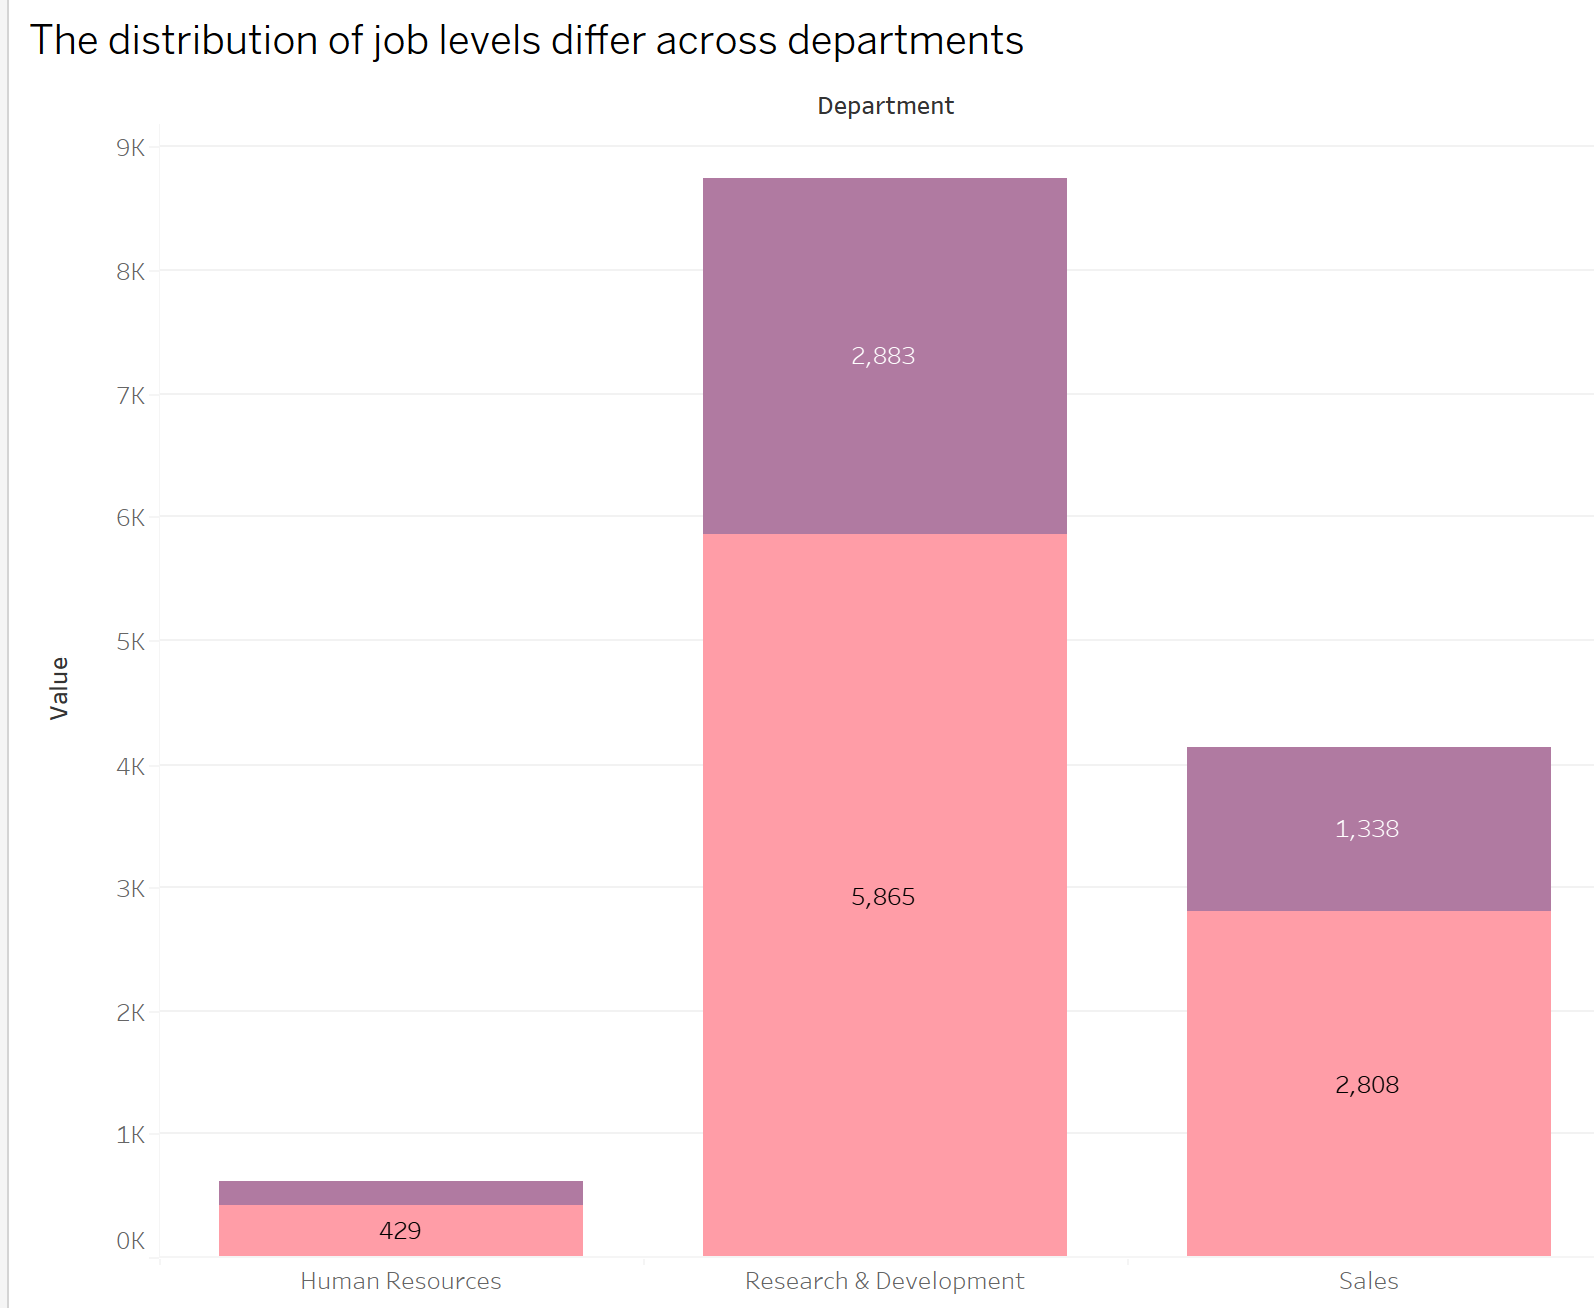 The distribution of job levels differ across departments
Department
9K
8K
2,883
7K
6K
5K
Value
4K
1,338
3K
5,865
2K
2,808
1K
429
0K
Human Resources Research & Development Sales